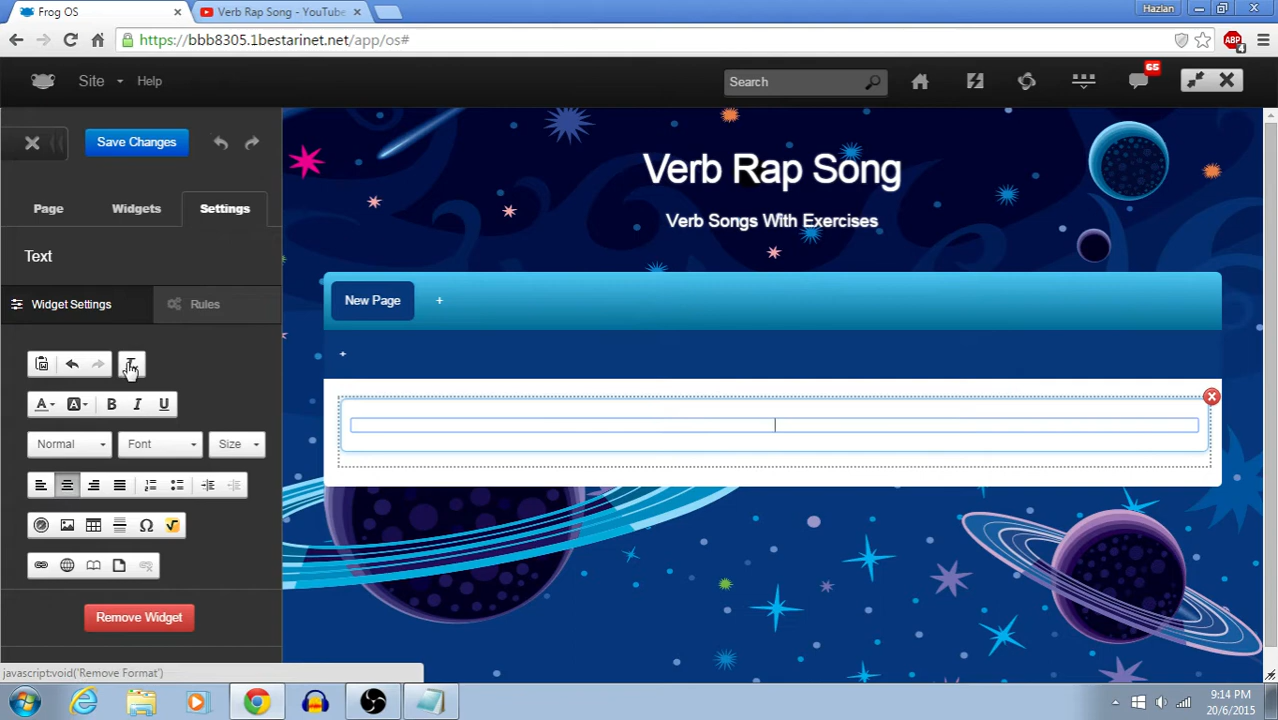 Frog OS
Verb Rap Song - YouTube
Hazlan
https://bbb8305.1bestarinet.net/app/os#
ABP
4
Site
Help
Search
65
Save Changes
Page
Widgets
Settings
Text
Widget Settings
Rules
Normal
Font
Size
Remove Widget
javascript:void('Remove Format')
Verb Rap Song
Verb Songs With Exercises
New Page
+
+
9:14 PM
20/6/2015